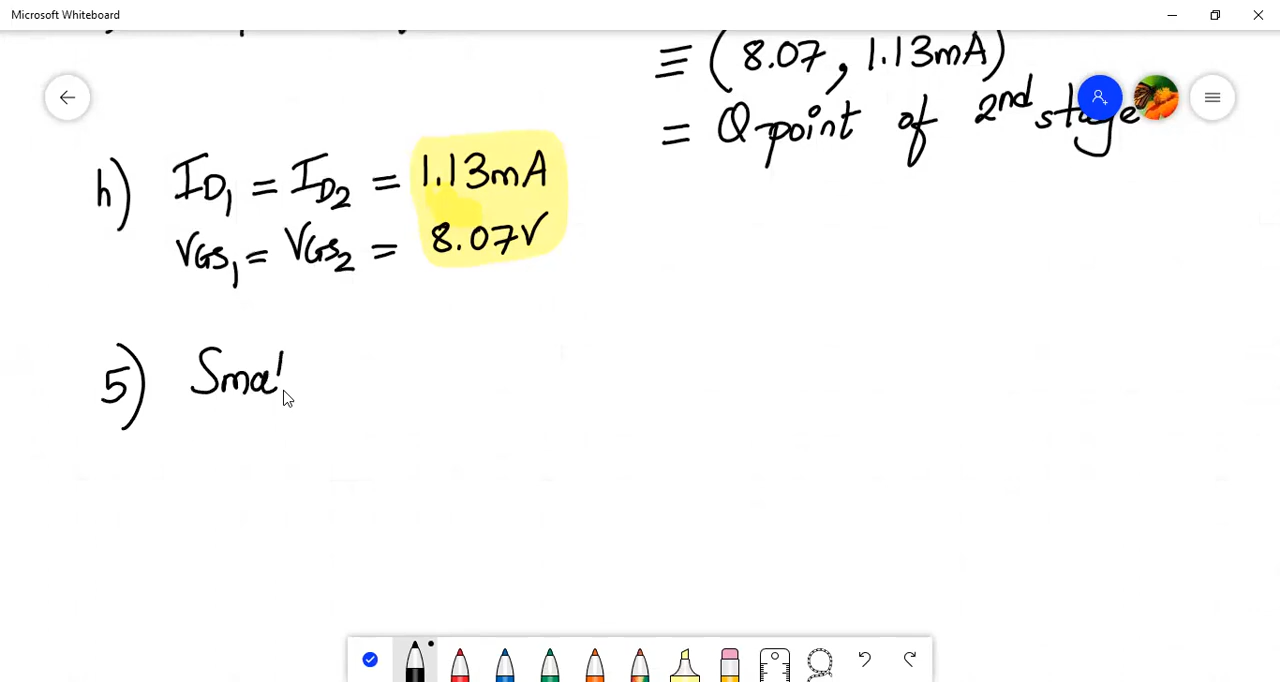 Microsoft Whiteboard
≡ (8.07, 1.13mA)
= Q-point of 2nd stage
h) ID1 = ID2 = 1.13mA
VGS1 = VGS2 = 8.07V
5) Smal